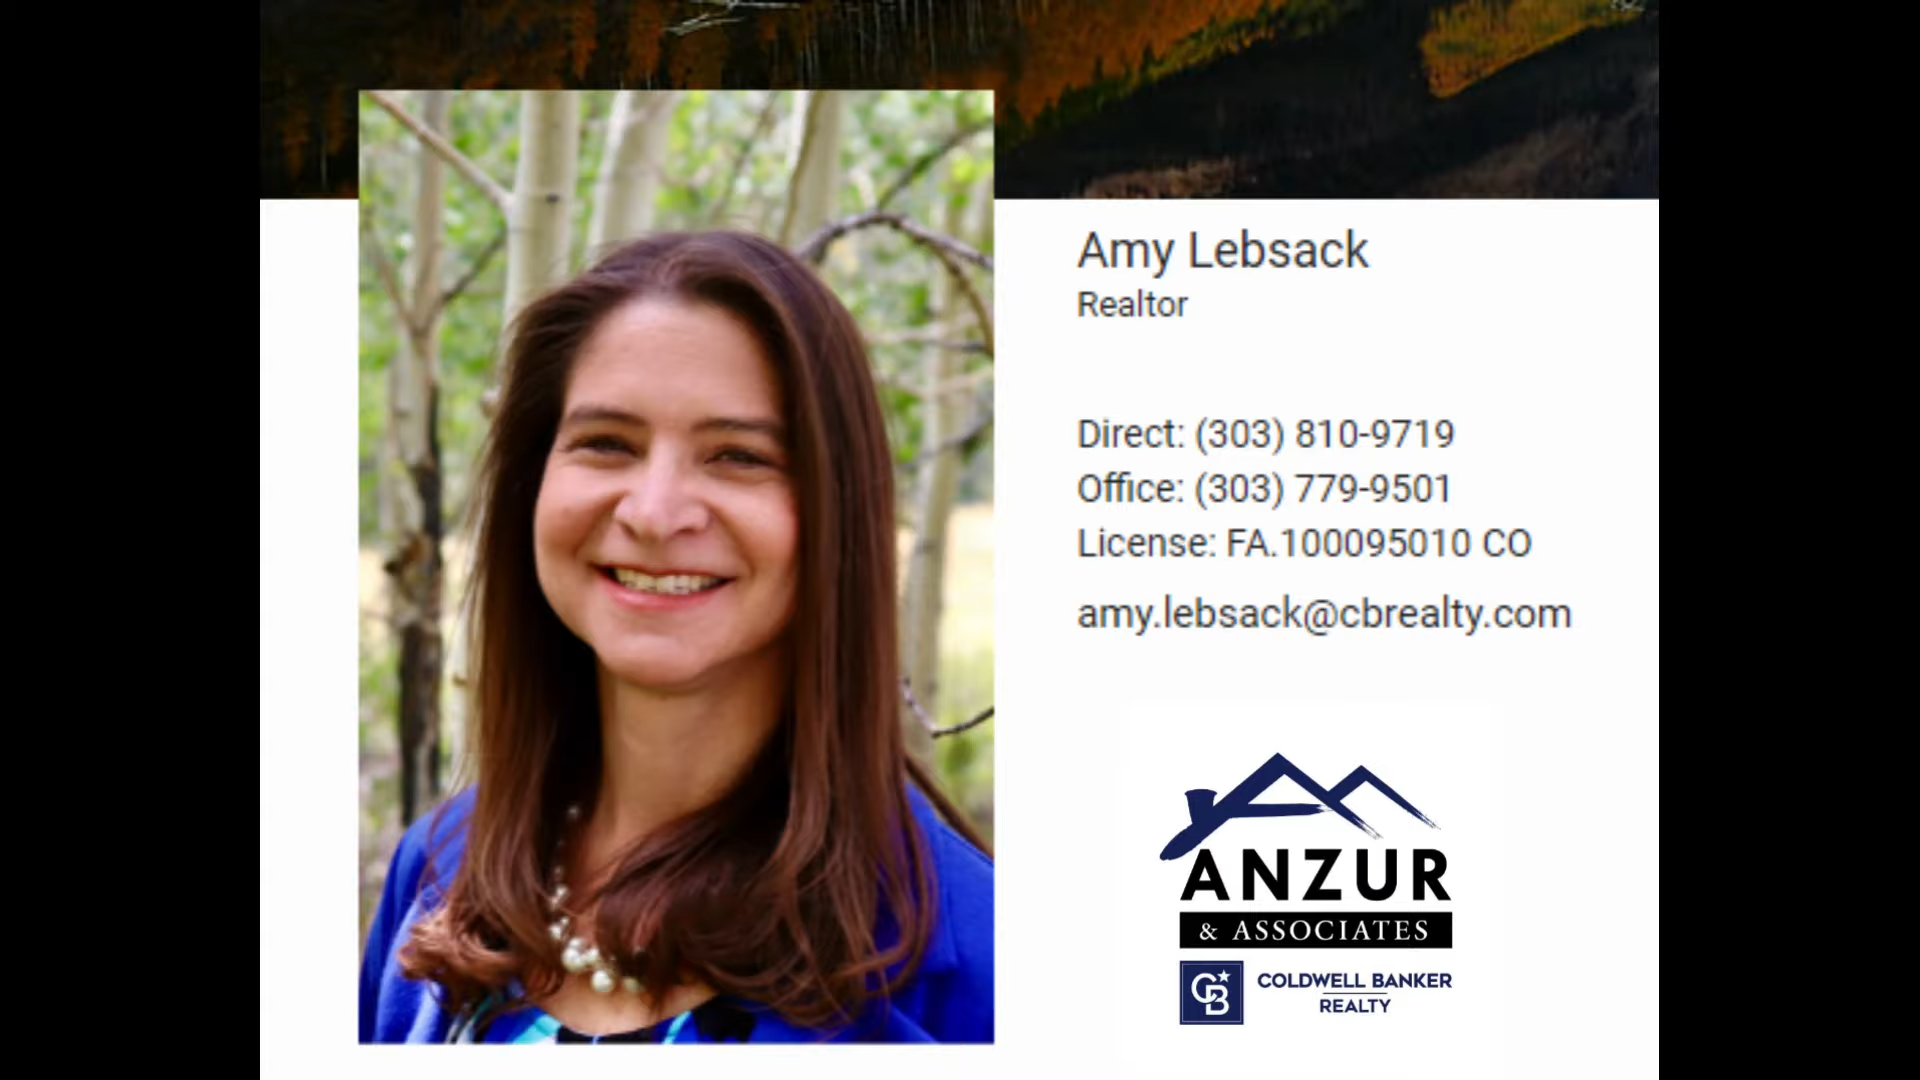 Amy Lebsack
Realtor
Direct: (303) 810-9719
Office: (303) 779-9501
License: FA.100095010 CO
amy.lebsack@cbrealty.com
ANZUR
& ASSOCIATES
CB
COLDWELL BANKER
REALTY